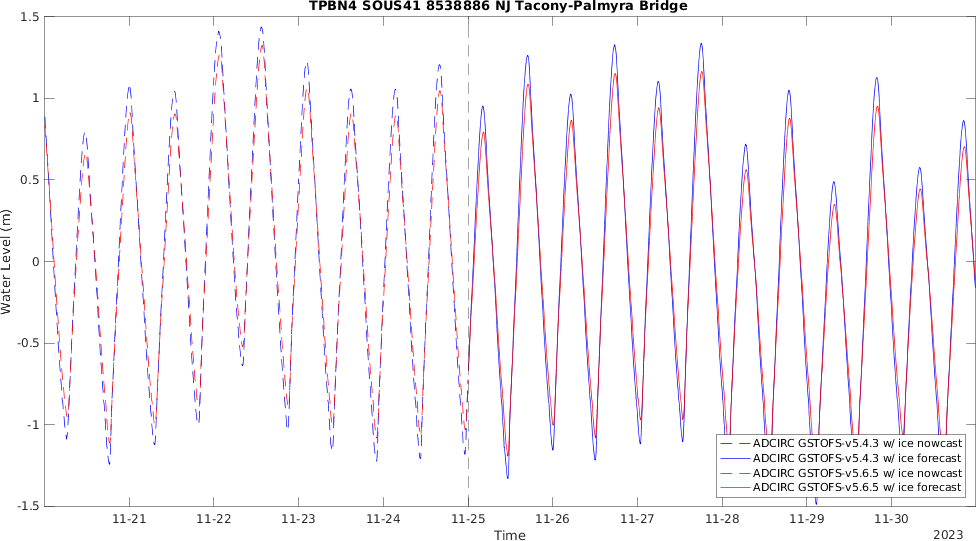 TPBN4 SOUS41 8538886 NJ Tacony-Palmyra Bridge
1.5
1
0.5
0
-0.5
-1
-1.5
Water Level (m)
ADCIRC GSTOFS-v5.4.3 w/ ice nowcast
ADCIRC GSTOFS-v5.4.3 w/ ice forecast
ADCIRC GSTOFS-v5.6.5 w/ ice nowcast
ADCIRC GSTOFS-v5.6.5 w/ ice forecast
11-21 11-22 11-23 11-24 11-25 11-26 11-27 11-28 11-29 11-30
Time
2023